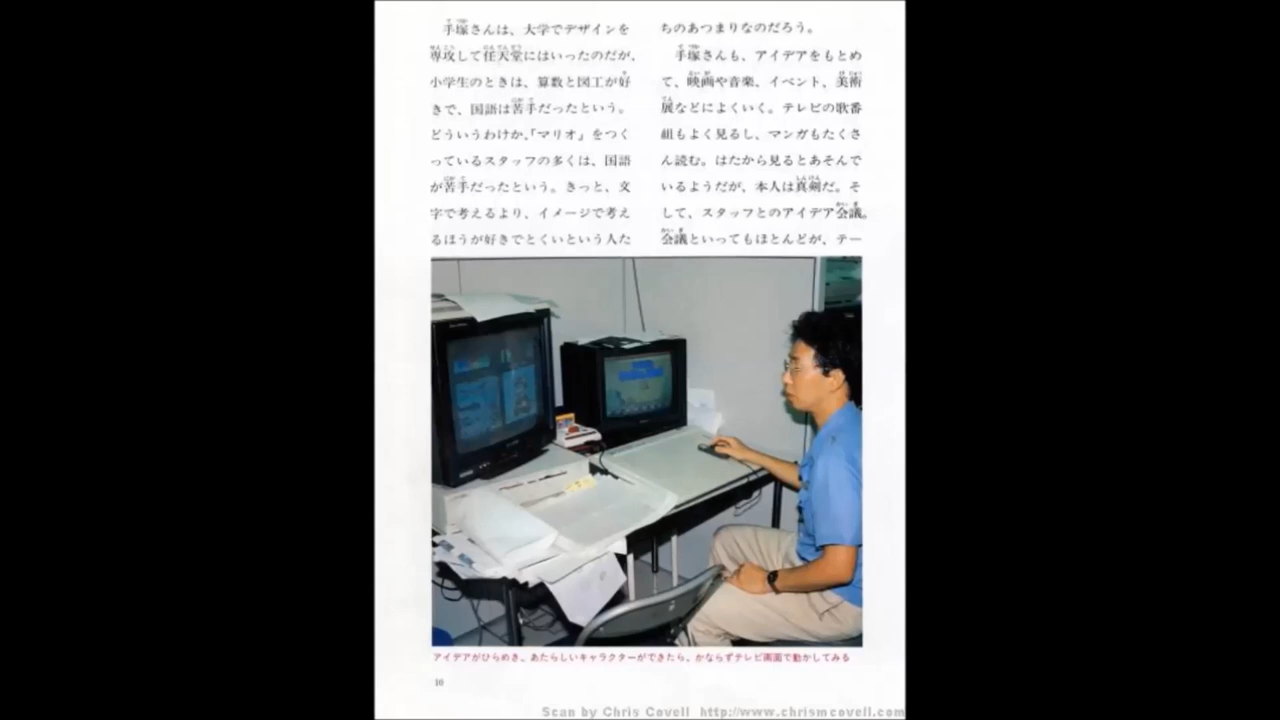 手塚さんは、大学でデザインを
専攻して任天堂にはいったのだが、
小学生のときは、算数と図工が好
きで、国語は苦手だったという。
どういうわけか、「マリオ」をつく
っているスタッフの多くは、国語
が苦手だったという。きっと、文
字で考えるより、イメージで考え
るほうが好きでとくいという人た
ちのあつまりなのだろう。
手塚さんも、アイデアをもとめ
て、映画や音楽、イベント、美術
展などによくいく。テレビの歌番
組もよく見るし、マンガもたくさ
ん読む。はたから見るとあそんで
いるようだが、本人は真剣だ。そ
して、スタッフとのアイデア会議。
会議といってもほとんどが、テー
アイデアがひらめき、あたらしいキャラクターができたら、かならずテレビ画面で動かしてみる
10
Scan by Chris Covell http://www.chrismcovell.com